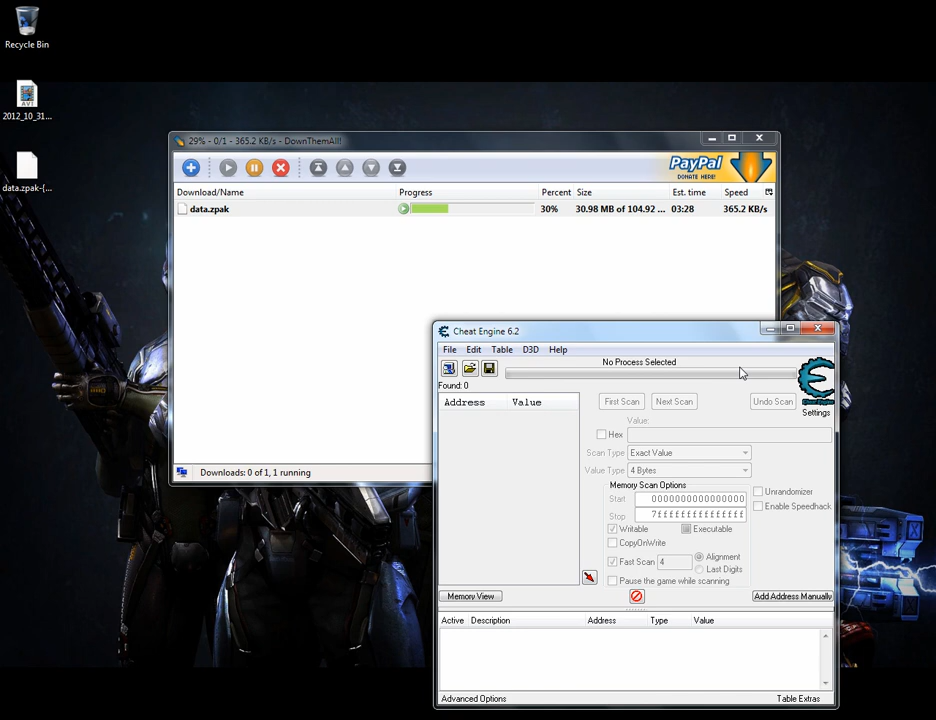 Recycle Bin
AVI
2012_10_31...
data.zpak-[...
29% - 0/1 - 365.2 KB/s - DownThemAll!
PayPal
DONATE HERE!
Download/Name Progress Percent Size Est. time Speed
data.zpak 30% 30.98 MB of 104.92 ... 03:28 365.2 KB/s
Downloads: 0 of 1, 1 running
Cheat Engine 6.2
File Edit Table D3D Help
No Process Selected
Found: 0
Cheat Engine
Settings
Address Value
First Scan Next Scan Undo Scan
Value:
Hex
Scan Type Exact Value
Value Type 4 Bytes
Memory Scan Options
Start 0000000000000000
Stop 7fffffffffffffff
Unrandomizer
Enable Speedhack
Writable Executable
CopyOnWrite
Fast Scan 4 Alignment
Last Digits
Pause the game while scanning
Memory View Add Address Manually
Active Description Address Type Value
Advanced Options Table Extras